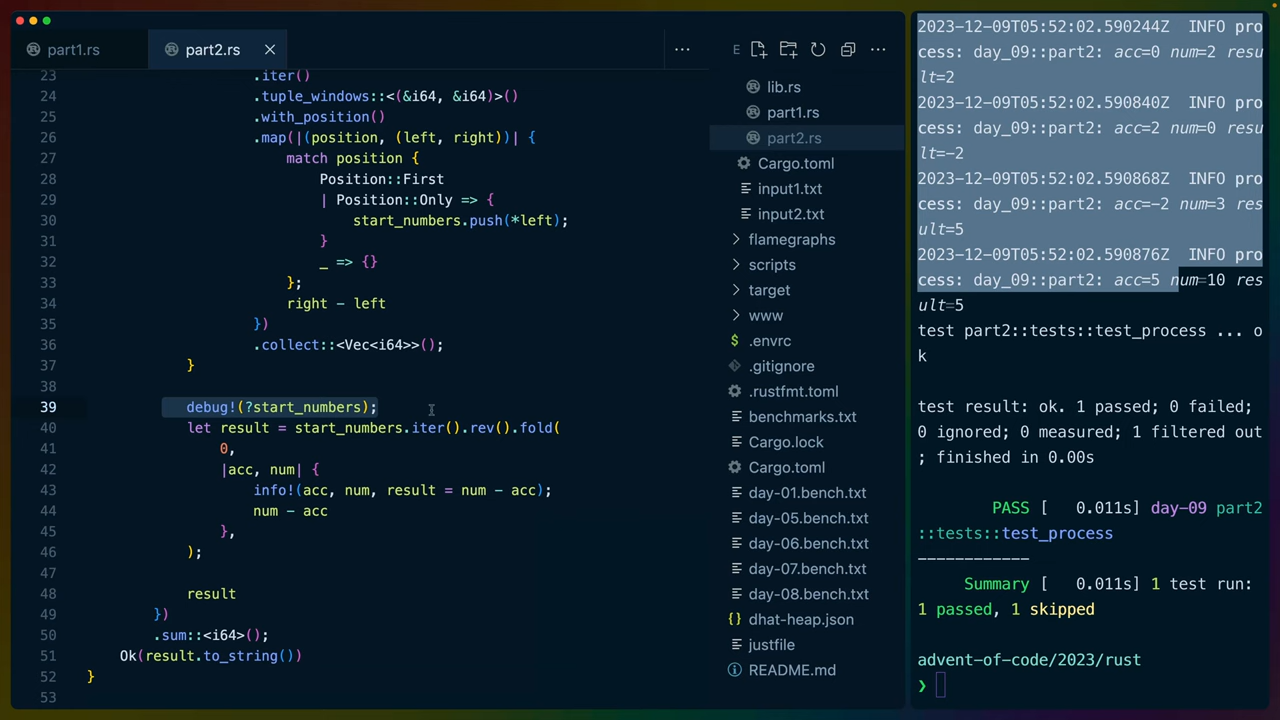 part1.rs
part2.rs
23 .iter()
24 .tuple_windows::<(&i64, &i64)>()
25 .with_position()
26 .map(|(position, (left, right))| {
27 match position {
28 Position::First
29 | Position::Only => {
30 start_numbers.push(*left);
31 }
32 _ => {}
33 };
34 right - left
35 })
36 .collect::<Vec<i64>>();
37 }
38
39 debug!(?start_numbers);
40 let result = start_numbers.iter().rev().fold(
41 0,
42 |acc, num| {
43 info!(acc, num, result = num - acc);
44 num - acc
45 },
46 );
47
48 result
49 })
50 .sum::<i64>();
51 Ok(result.to_string())
52 }
53
E
lib.rs
part1.rs
part2.rs
Cargo.toml
input1.txt
input2.txt
flamegraphs
scripts
target
www
.envrc
.gitignore
.rustfmt.toml
benchmarks.txt
Cargo.lock
Cargo.toml
day-01.bench.txt
day-05.bench.txt
day-06.bench.txt
day-07.bench.txt
day-08.bench.txt
dhat-heap.json
justfile
README.md
2023-12-09T05:52:02.590244Z INFO pro
cess: day_09::part2: acc=0 num=2 resu
lt=2
2023-12-09T05:52:02.590840Z INFO pro
cess: day_09::part2: acc=2 num=0 resu
lt=-2
2023-12-09T05:52:02.590868Z INFO pro
cess: day_09::part2: acc=-2 num=3 res
ult=5
2023-12-09T05:52:02.590876Z INFO pro
cess: day_09::part2: acc=5 num=10 res
ult=5
test part2::tests::test_process ... o
k
test result: ok. 1 passed; 0 failed;
0 ignored; 0 measured; 1 filtered out
; finished in 0.00s
PASS [ 0.011s] day-09 part2
::tests::test_process
------------
Summary [ 0.011s] 1 test run:
1 passed, 1 skipped
advent-of-code/2023/rust
❯